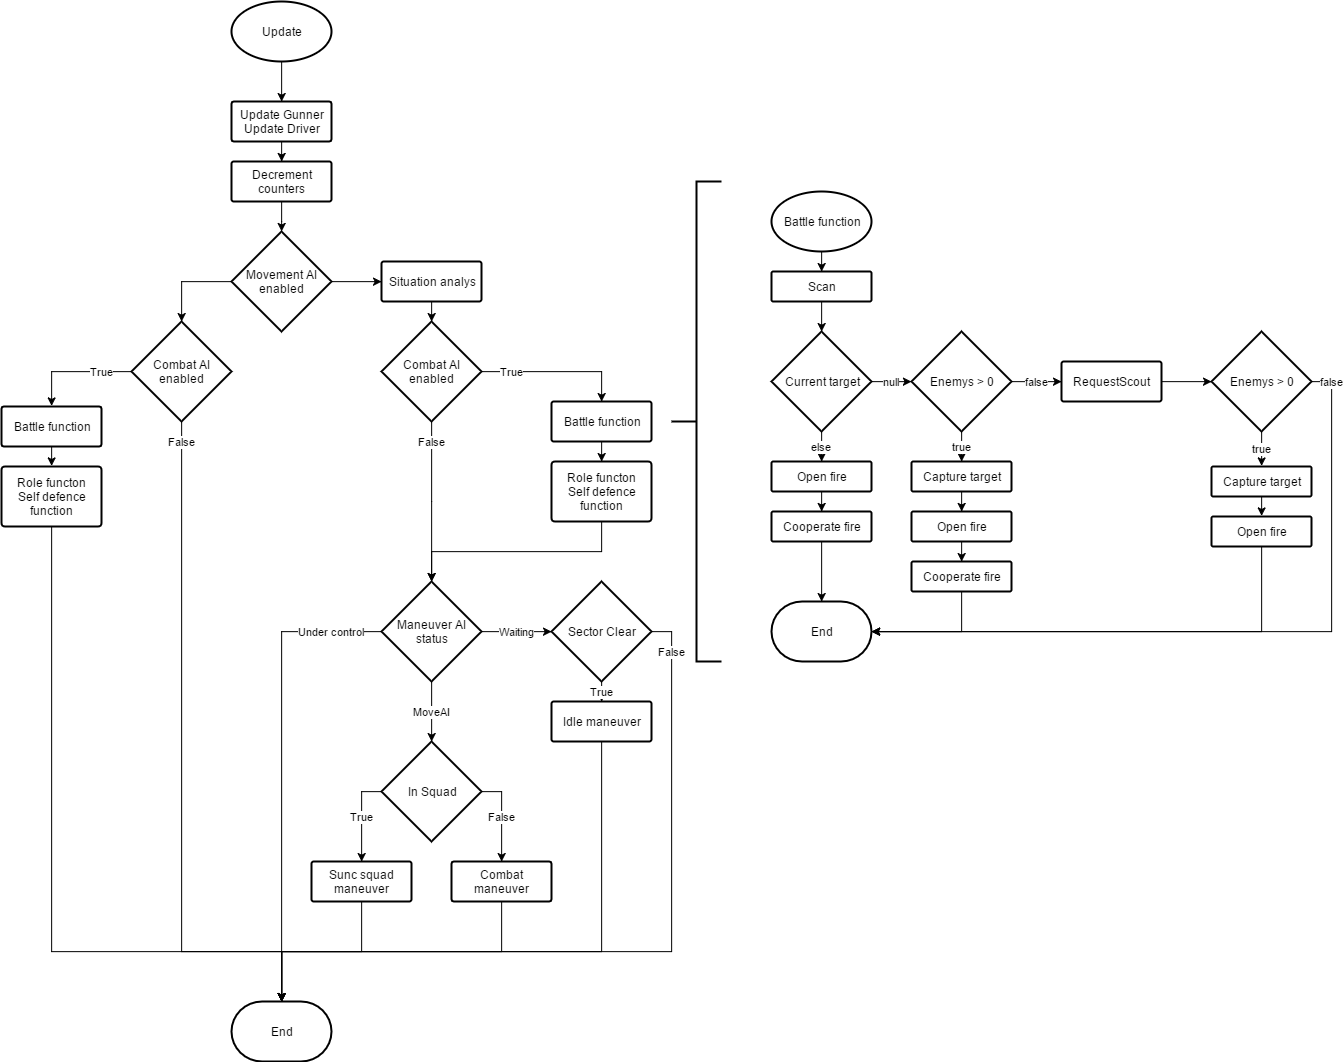 Update
Update Gunner
Update Driver
Decrement
counters
Movement AI
enabled
Situation analys
Combat AI
enabled
True
False
Battle function
Role functon
Self defence
function
Combat AI
enabled
True
False
Battle function
Role functon
Self defence
function
Maneuver AI
status
Under control
Waiting
MoveAI
Sector Clear
False
True
Idle maneuver
In Squad
True
False
Sunc squad
maneuver
Combat
maneuver
End
Battle function
Scan
Current target
null
else
Open fire
Cooperate fire
Enemys > 0
false
true
Capture target
Open fire
Cooperate fire
RequestScout
Enemys > 0
false
true
Capture target
Open fire
End